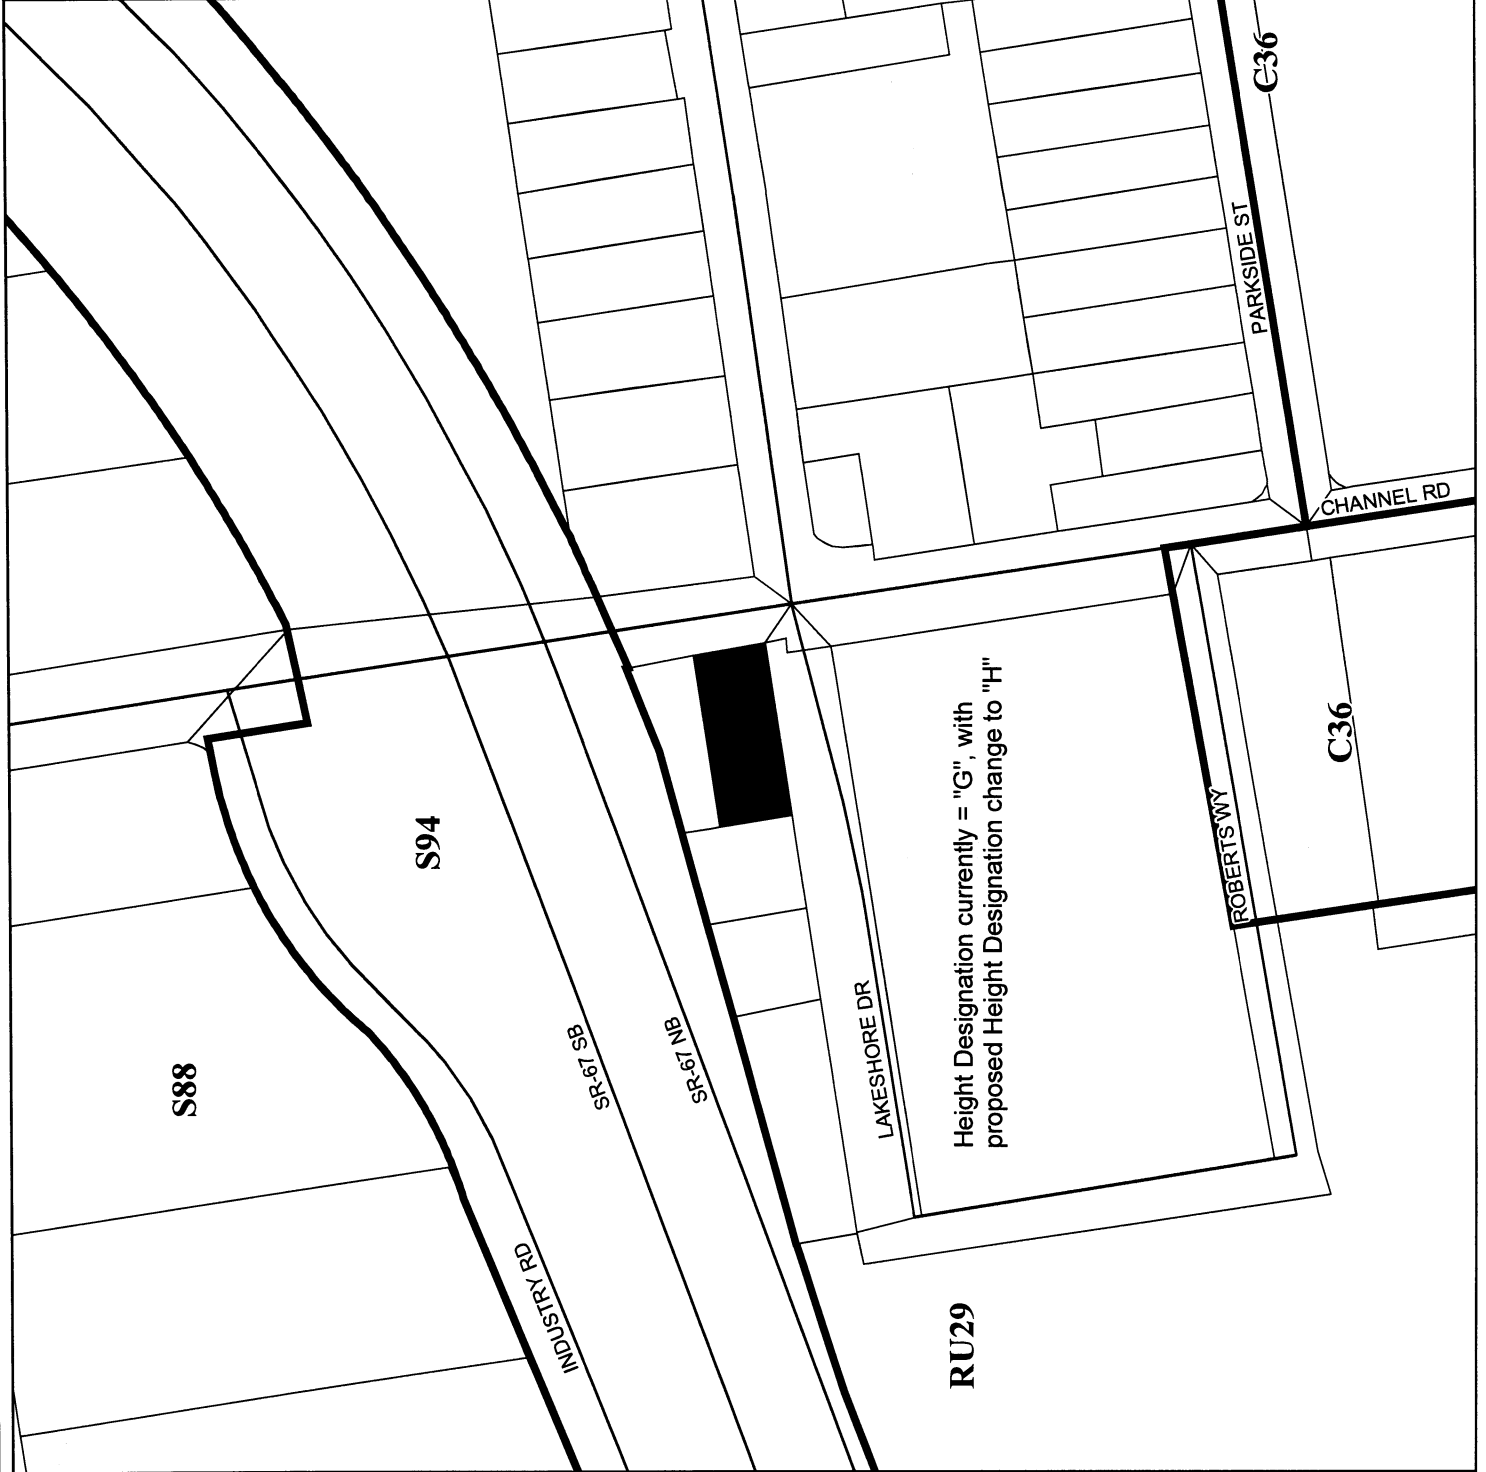 S88
S94
INDUSTRY RD
SR-67 SB
SR-67 NB
LAKESHORE DR
RU29
Height Designation currently = "G", with
proposed Height Designation change to "H"
ROBERTS WY
PARKSIDE ST
C36
CHANNEL RD
C36